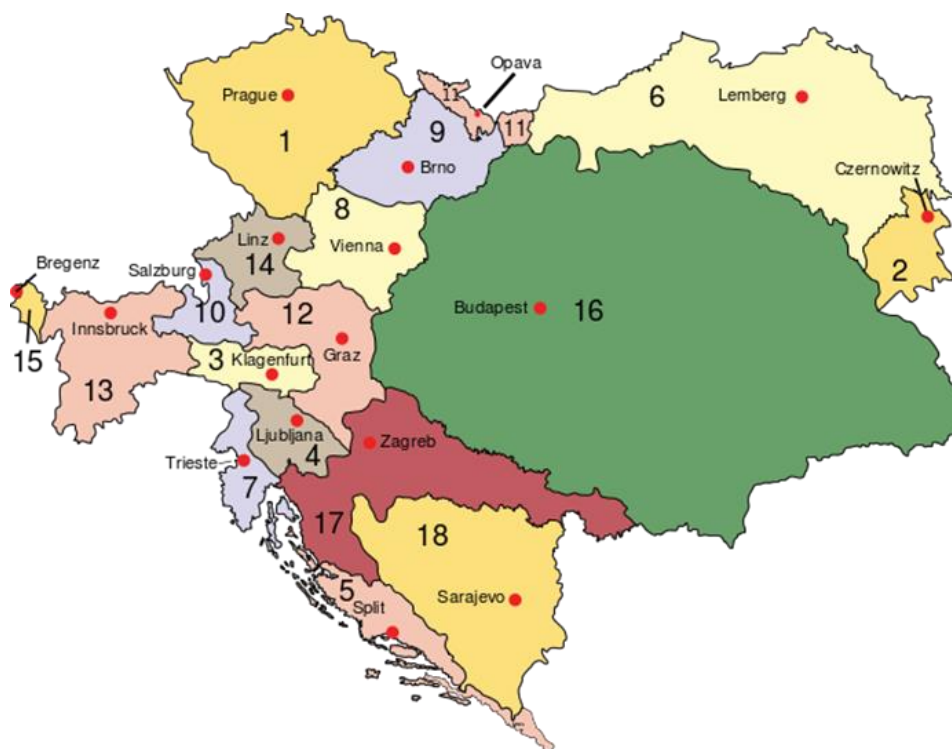 Opava
Prague
11
6
Lemberg
1
9
11
Brno
Czernowitz
8
Linz
Vienna
Bregenz
Salzburg
14
2
10
12
Budapest
16
Innsbruck
15
3
Klagenfurt
Graz
13
Ljubljana
4
Zagreb
Trieste
7
17
18
5
Split
Sarajevo